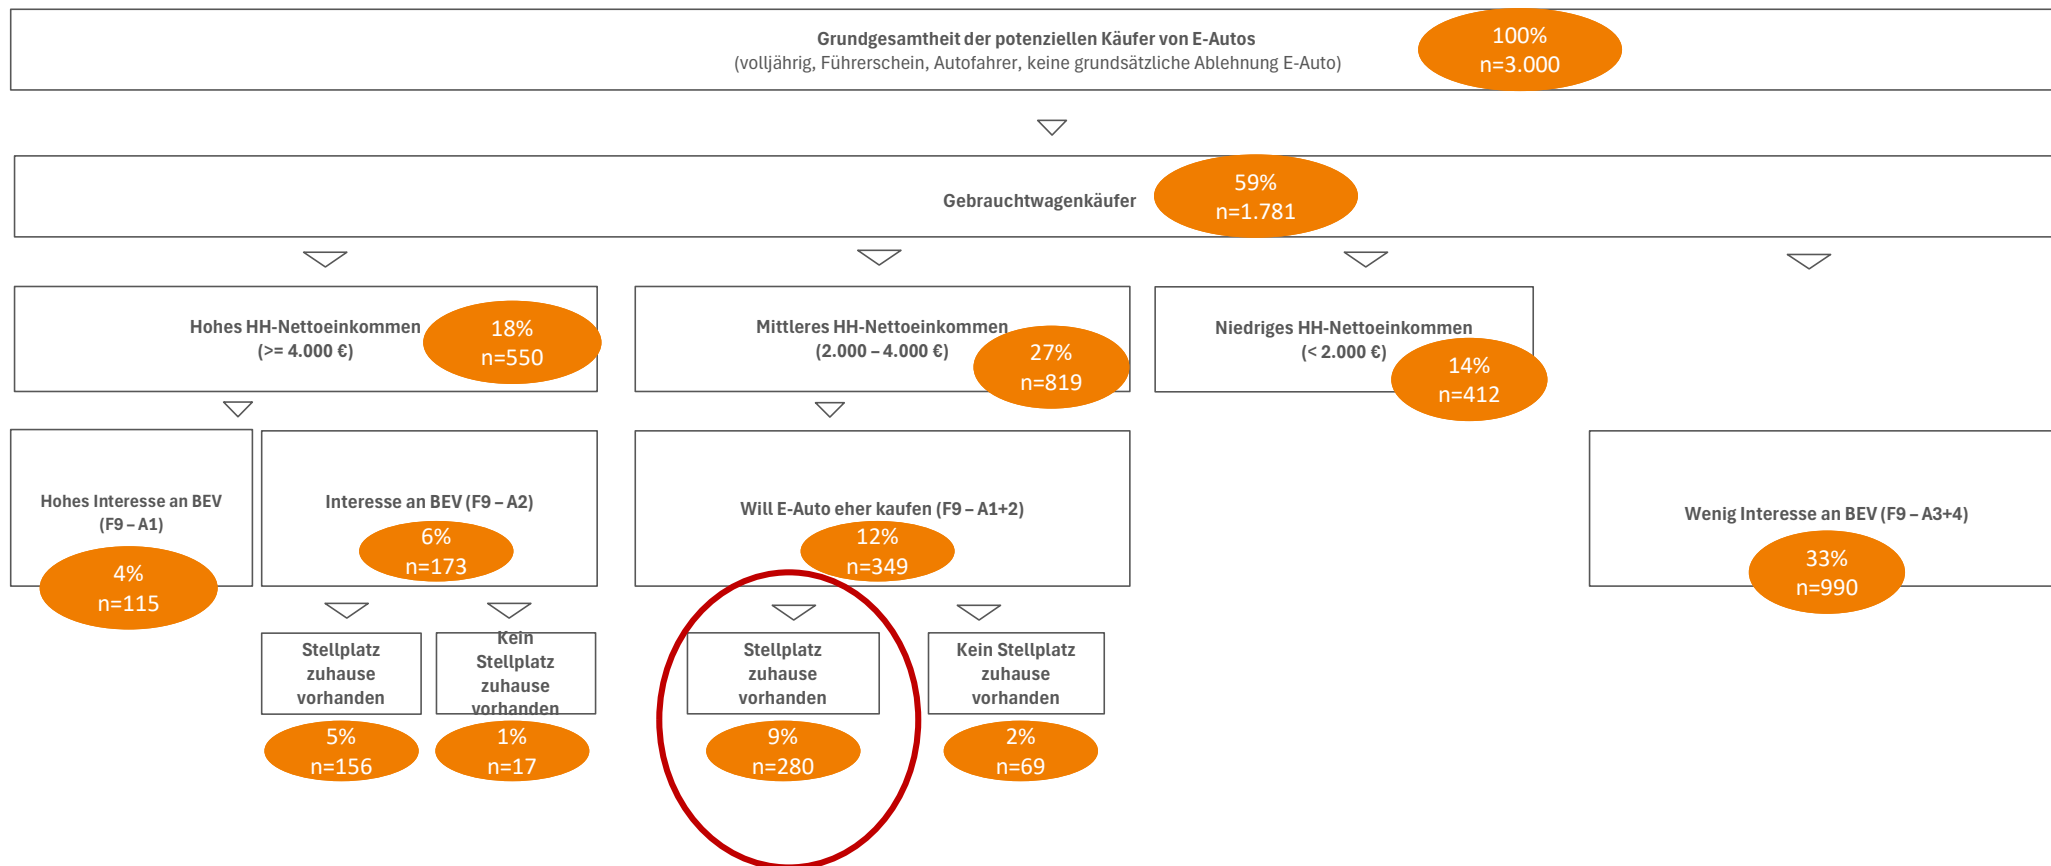 Grundgesamtheit der potenziellen Käufer von E-Autos
(volljährig, Führerschein, Autofahrer, keine grundsätzliche Ablehnung E-Auto)
100%
n=3.000
Gebrauchtwagenkäufer
59%
n=1.781
Hohes HH-Nettoeinkommen
(>= 4.000 €)
18%
n=550
Mittleres HH-Nettoeinkommen
(2.000 – 4.000 €)
27%
n=819
Niedriges HH-Nettoeinkommen
(< 2.000 €)
14%
n=412
Hohes Interesse an BEV
(F9 – A1)
4%
n=115
Interesse an BEV (F9 – A2)
6%
n=173
Will E-Auto eher kaufen (F9 – A1+2)
12%
n=349
Wenig Interesse an BEV (F9 – A3+4)
33%
n=990
Stellplatz
zuhause
vorhanden
5%
n=156
Kein
Stellplatz
zuhause
vorhanden
1%
n=17
Stellplatz
zuhause
vorhanden
9%
n=280
Kein Stellplatz
zuhause
vorhanden
2%
n=69